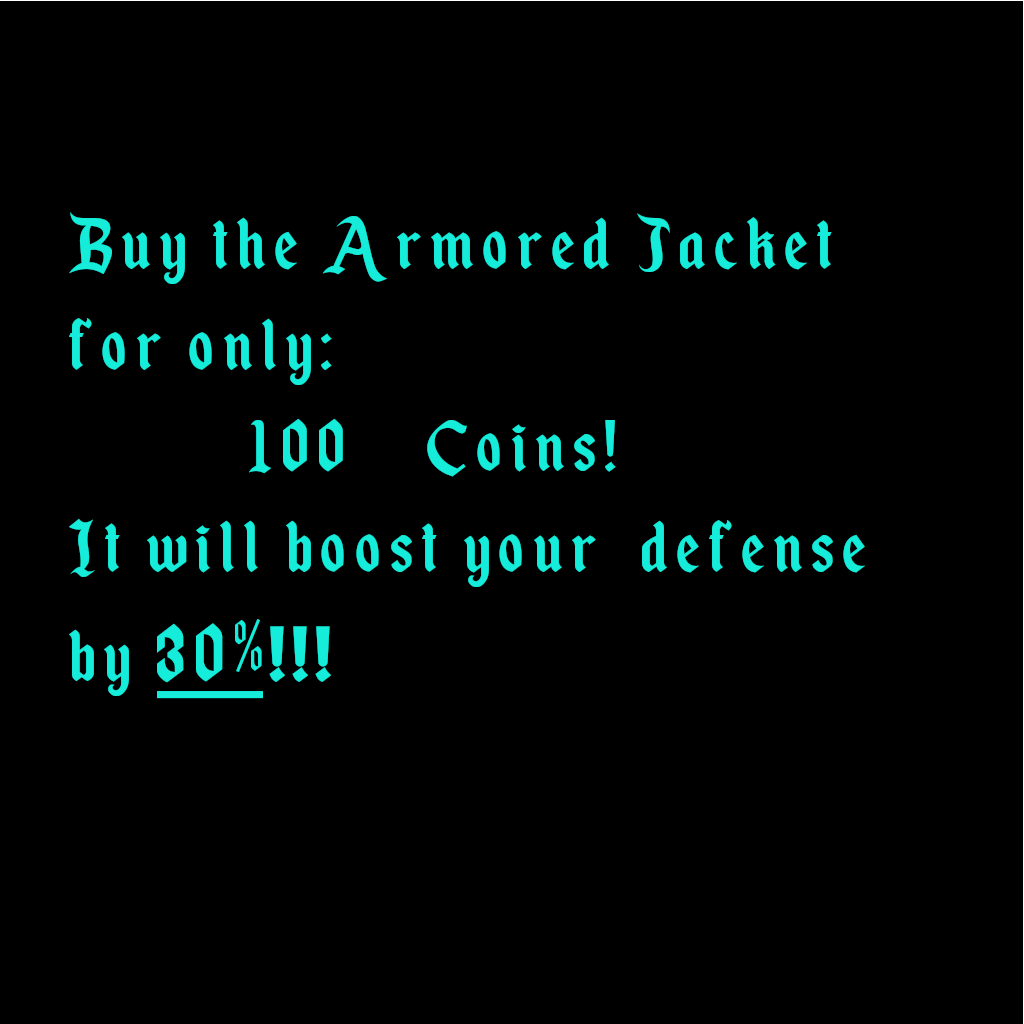 Buy the Armored Jacket
for only:
100 Coins!
It will boost your defense
by 30%!!!